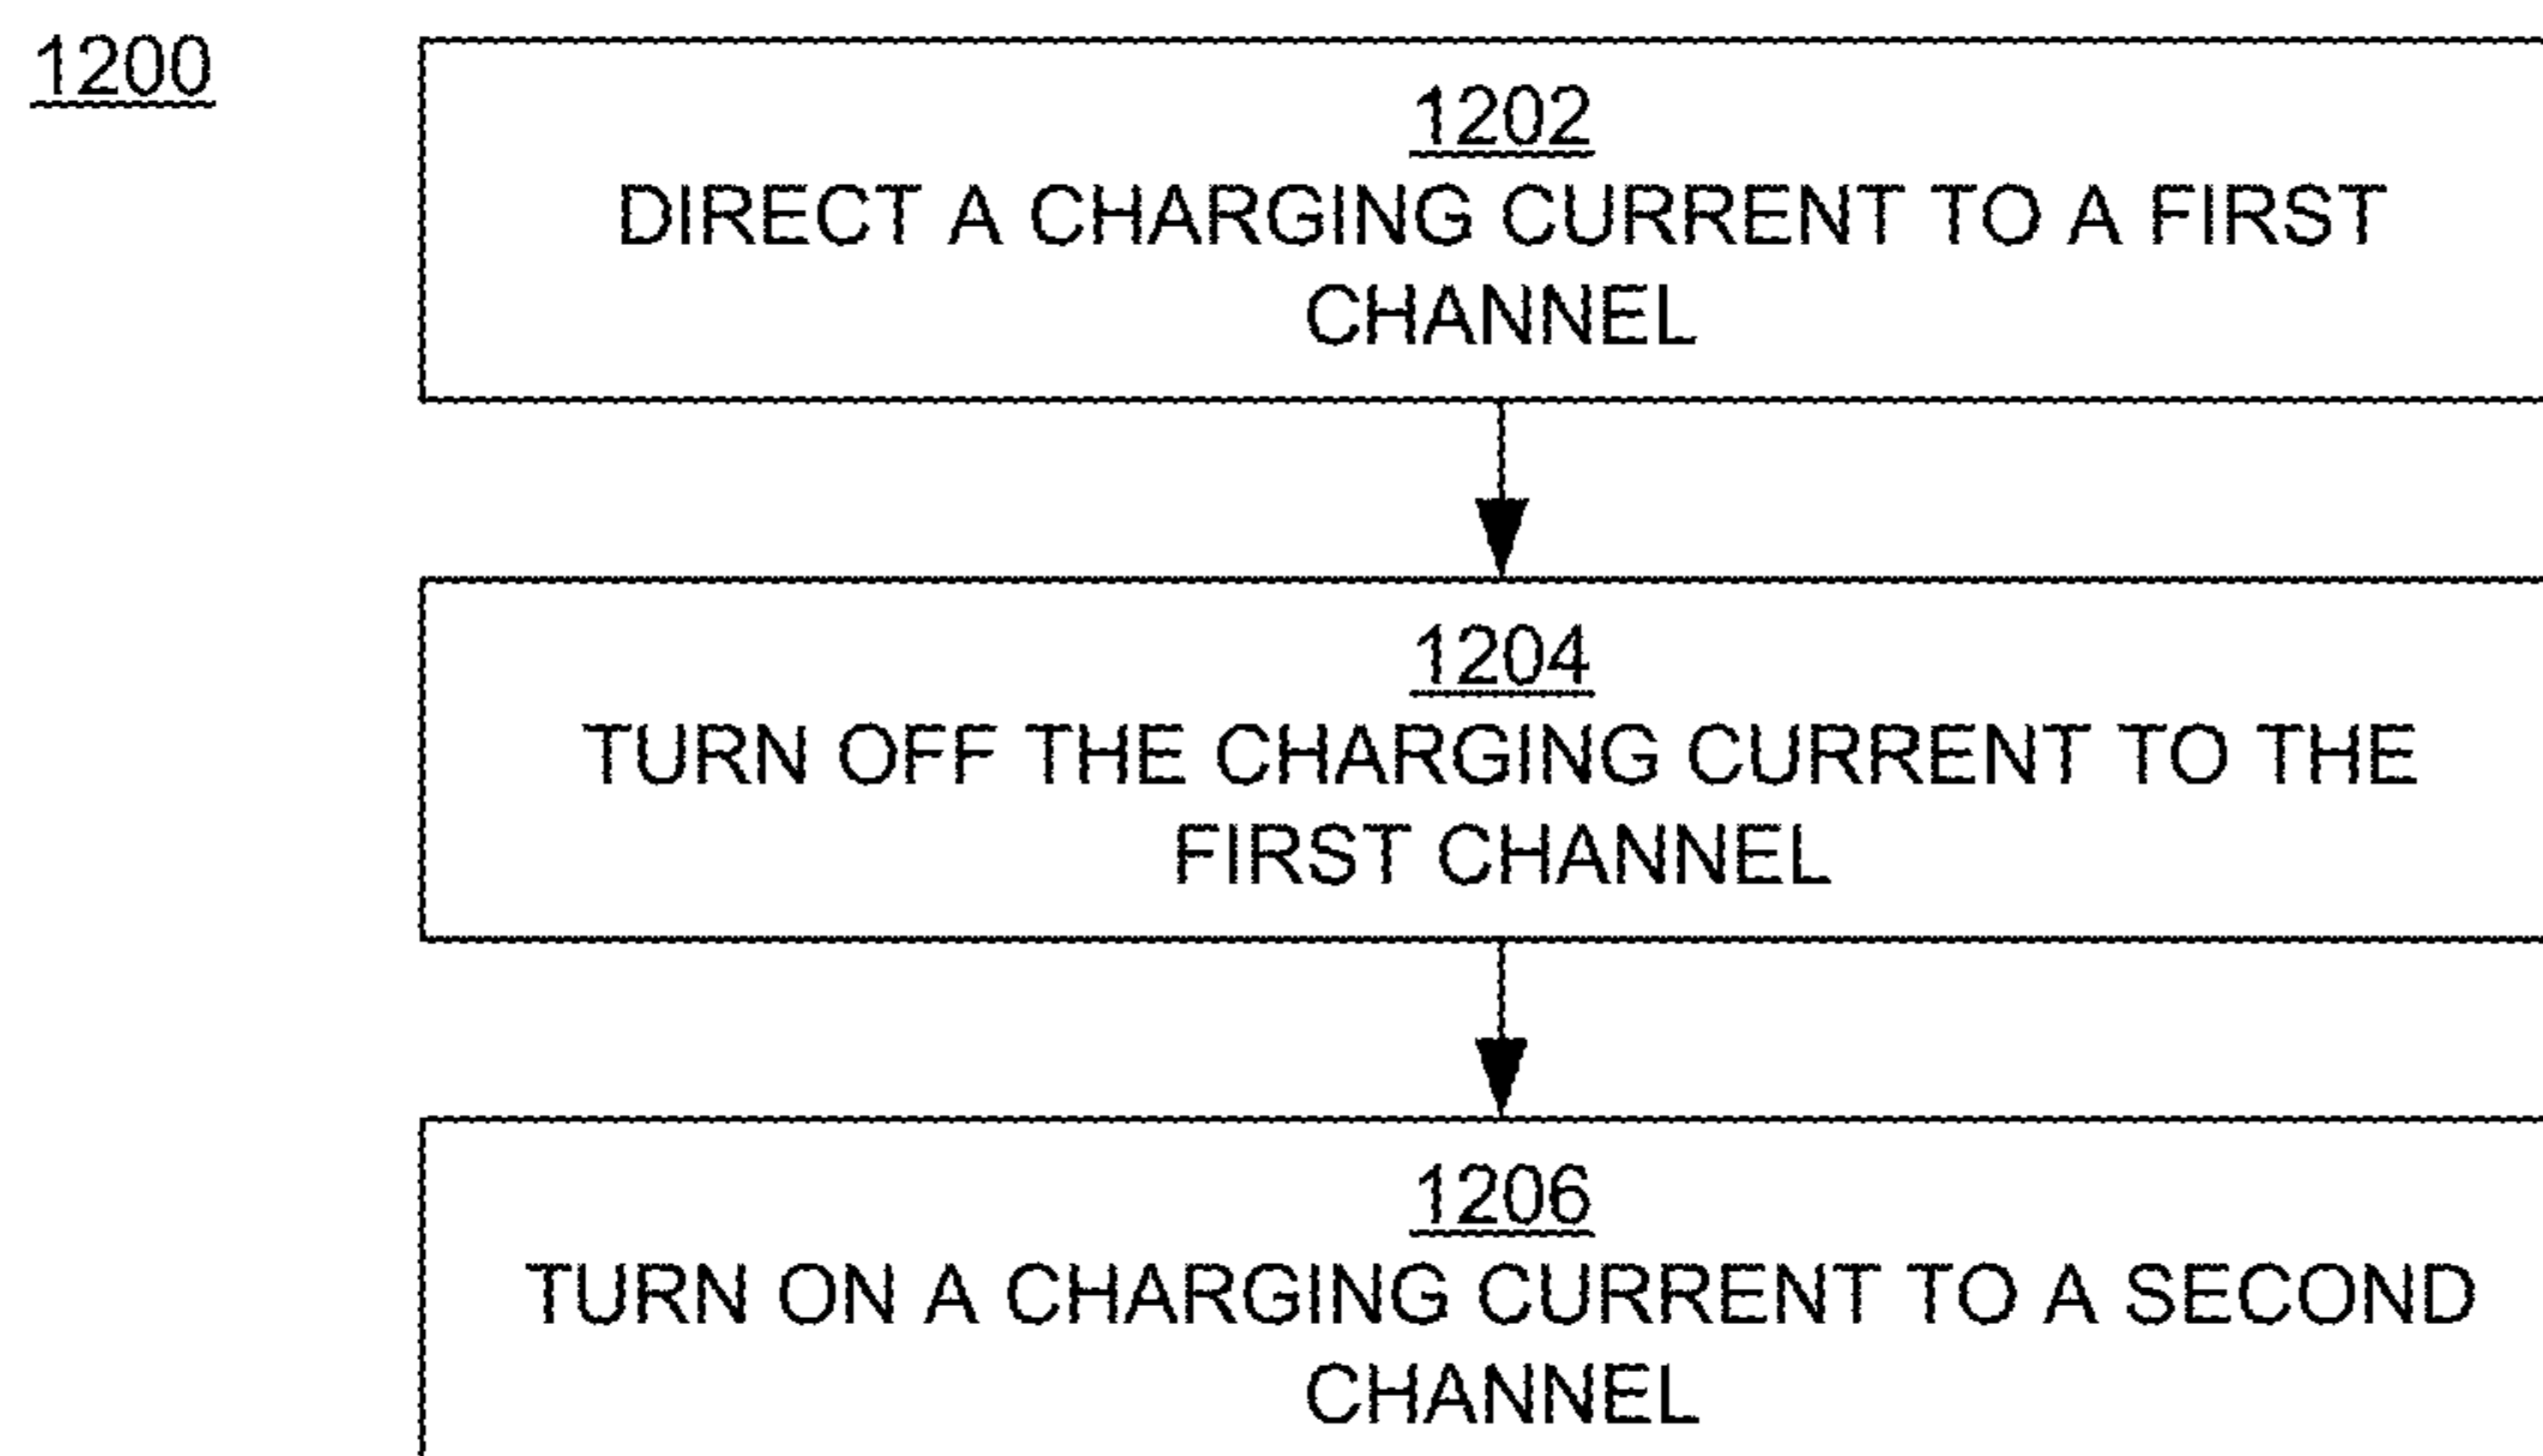 1200
1202
DIRECT A CHARGING CURRENT TO A FIRST
CHANNEL
1204
TURN OFF THE CHARGING CURRENT TO THE
FIRST CHANNEL
1206
TURN ON A CHARGING CURRENT TO A SECOND
CHANNEL